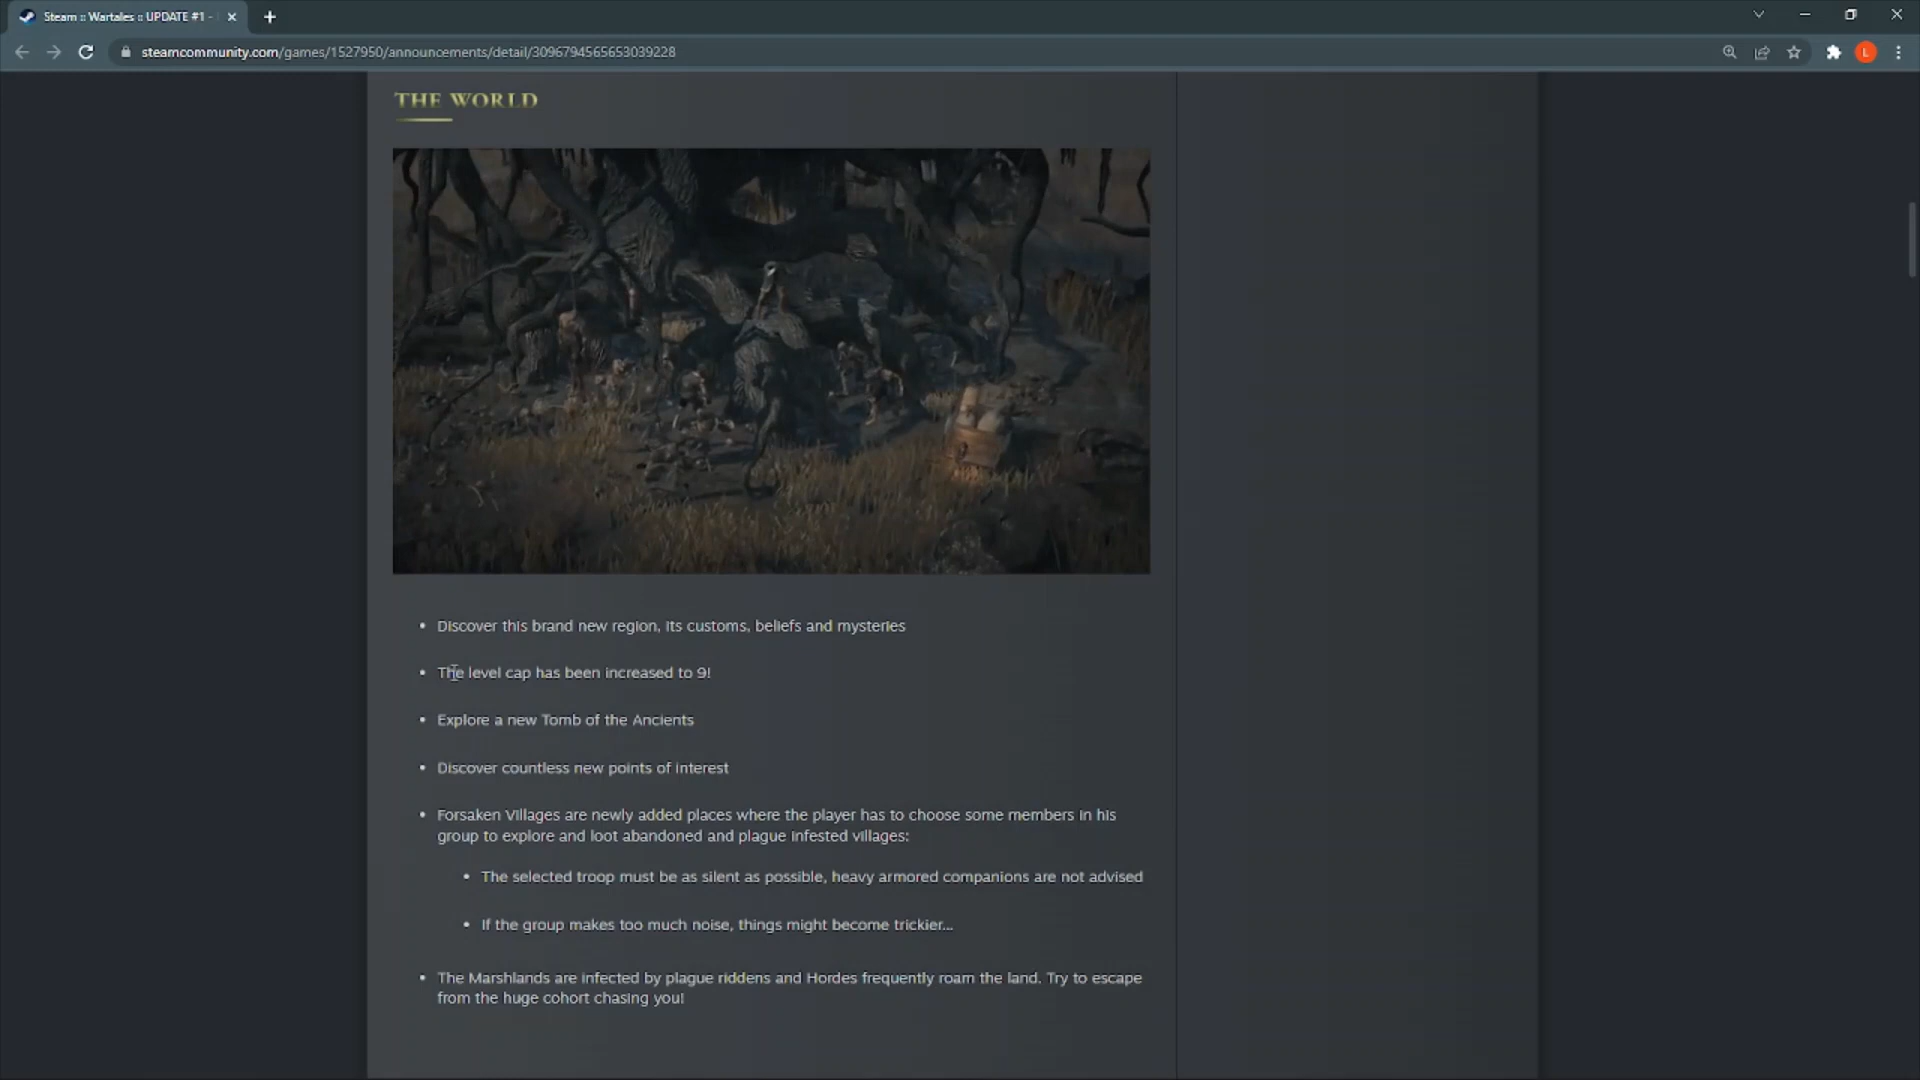 Steam :: Wartales :: UPDATE #1 -
steamcommunity.com/games/1527950/announcements/detail/3096794565653039228
L
THE WORLD
• Discover this brand new region, its customs, beliefs and mysteries
• The level cap has been increased to 9!
• Explore a new Tomb of the Ancients
• Discover countless new points of interest
• Forsaken Villages are newly added places where the player has to choose some members in his
group to explore and loot abandoned and plague infested villages:
• The selected troop must be as silent as possible, heavy armored companions are not advised
• If the group makes too much noise, things might become trickier...
• The Marshlands are infected by plague riddens and Hordes frequently roam the land. Try to escape
from the huge cohort chasing you!